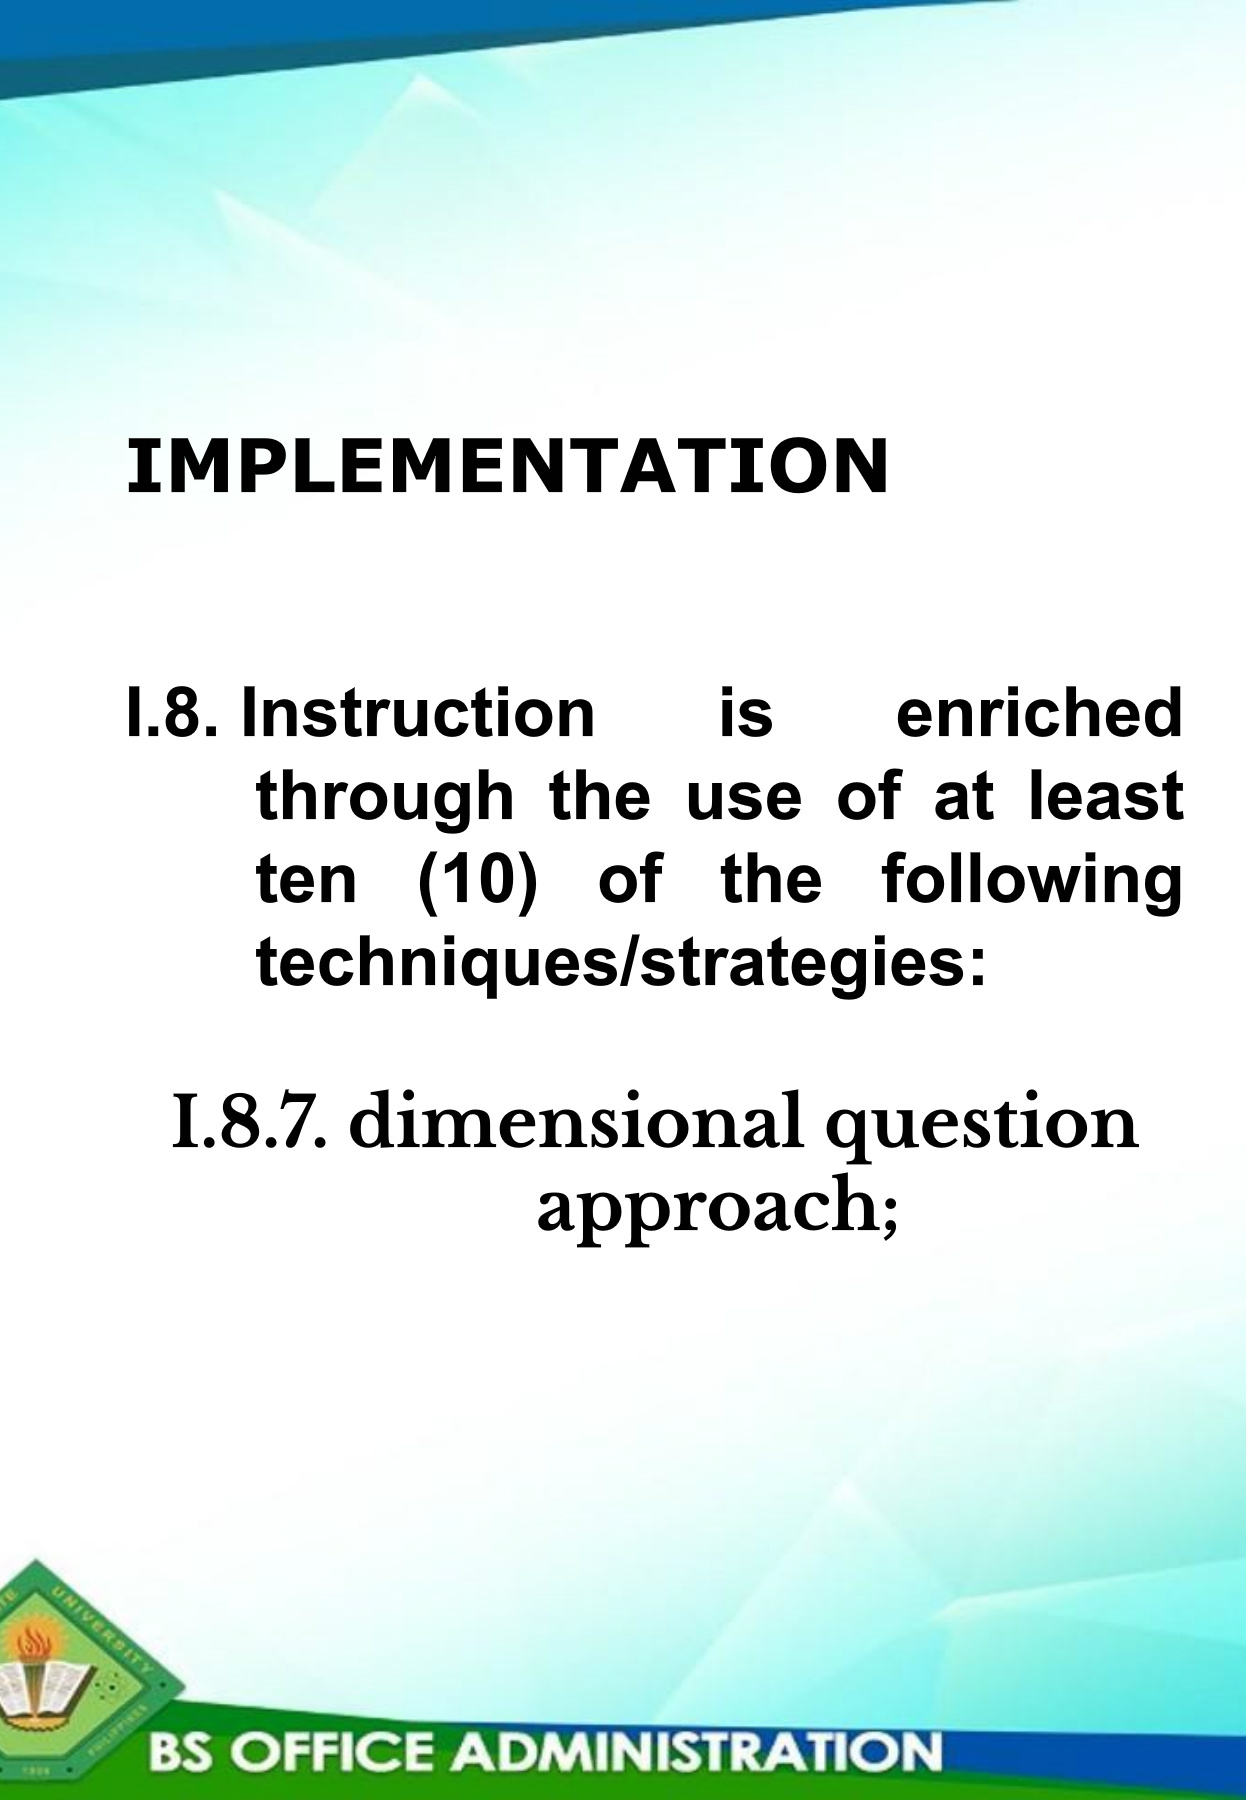 IMPLEMENTATION
I.8. Instruction is enriched
through the use of at least
ten (10) of the following
techniques/strategies:
I.8.7. dimensional question
approach;
UNIVERSITY
PHILIPPINES
BS OFFICE ADMINISTRATION